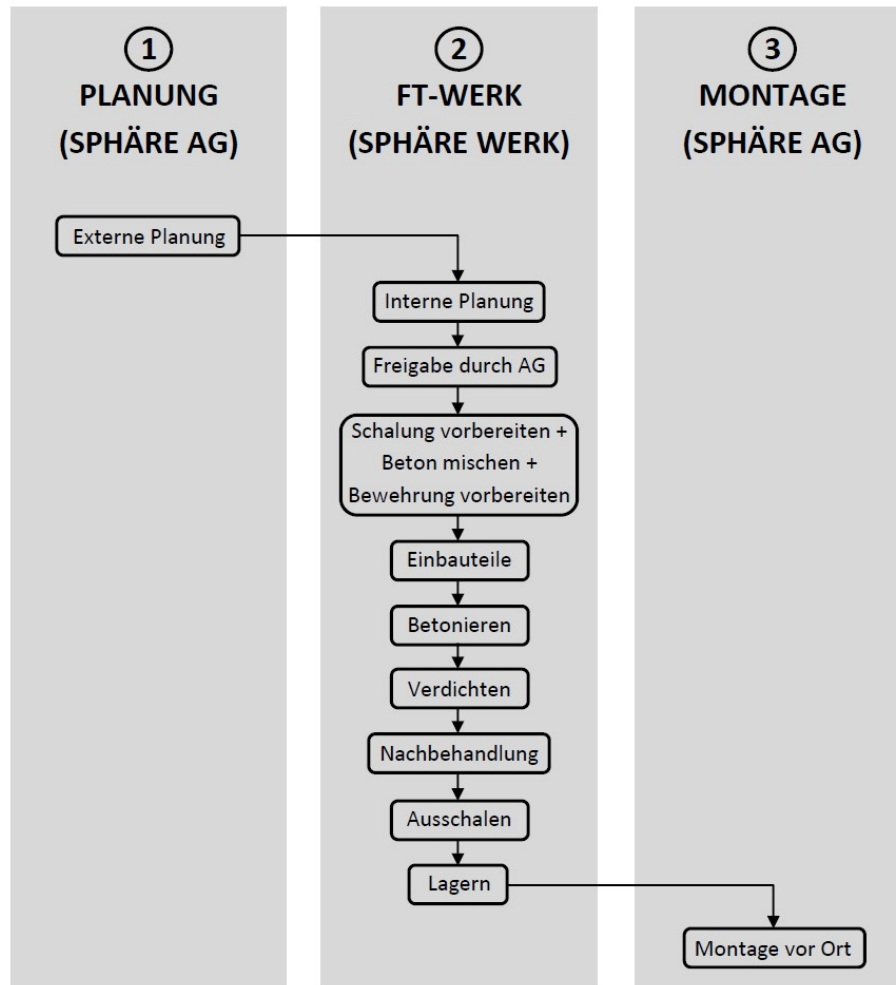 1
PLANUNG
(SPHÄRE AG)
2
FT-WERK
(SPHÄRE WERK)
3
MONTAGE
(SPHÄRE AG)
Externe Planung
Interne Planung
Freigabe durch AG
Schalung vorbereiten +
Beton mischen +
Bewehrung vorbereiten
Einbauteile
Betonieren
Verdichten
Nachbehandlung
Ausschalen
Lagern
Montage vor Ort